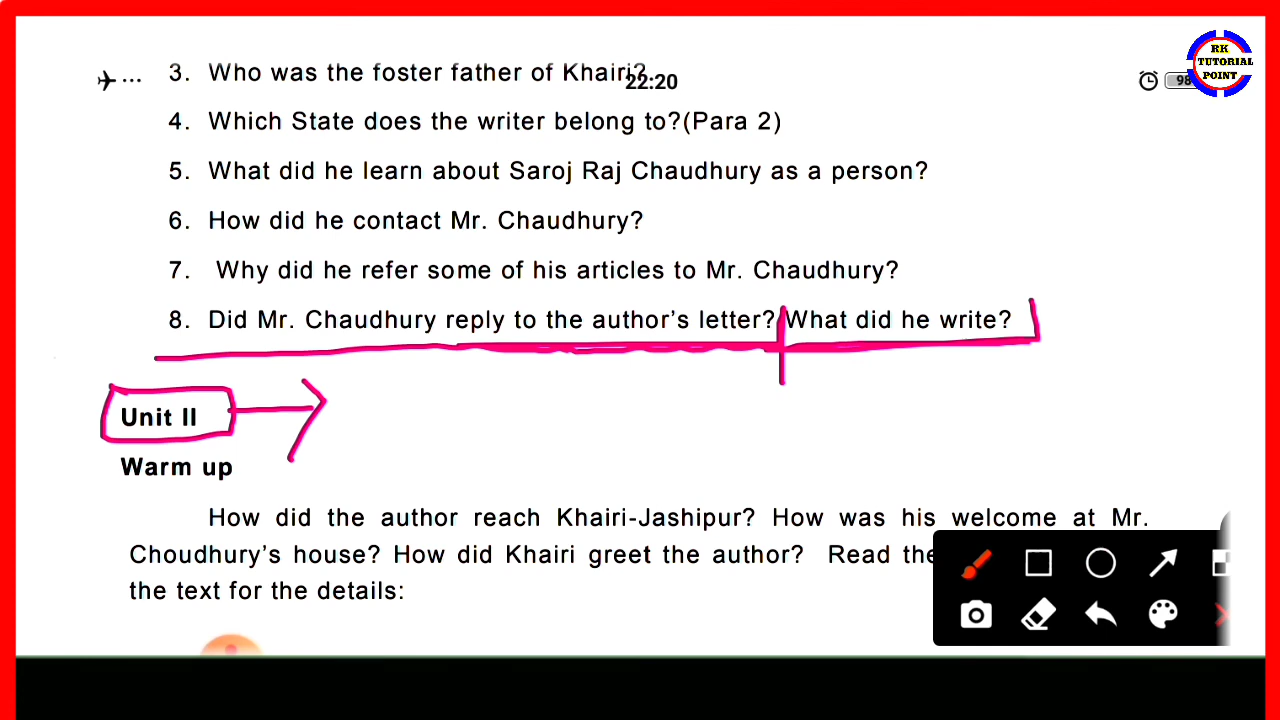 RK
TUTORIAL
POINT
... 3. Who was the foster father of Khairi?
22:20
98
4. Which State does the writer belong to?(Para 2)
5. What did he learn about Saroj Raj Chaudhury as a person?
6. How did he contact Mr. Chaudhury?
7. Why did he refer some of his articles to Mr. Chaudhury?
8. Did Mr. Chaudhury reply to the author’s letter? What did he write?
Unit II
Warm up
How did the author reach Khairi-Jashipur? How was his welcome at Mr.
Choudhury’s house? How did Khairi greet the author? Read the
the text for the details: